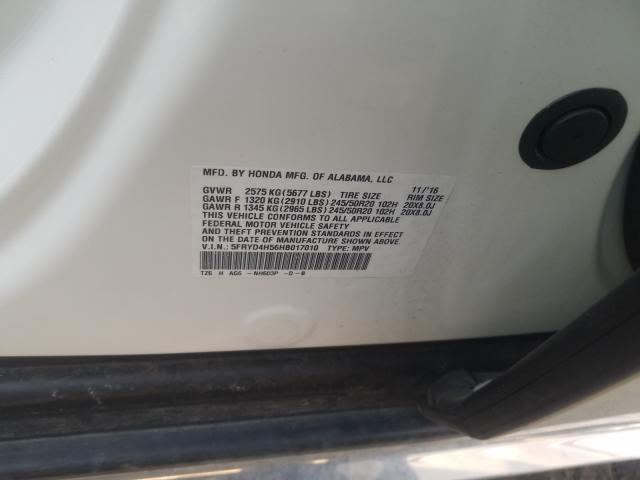 MFD. BY HONDA MFG. OF ALABAMA, LLC 11/'16
GVWR 2575 KG(5677 LBS) TIRE SIZE RIM SIZE
GAWR F 1320 KG(2910 LBS)245/50R20 102H 20X8.0J
GAWR R 1345 KG(2965 LBS)245/50R20 102H 20X8.0J
THIS VEHICLE CONFORMS TO ALL APPLICABLE
FEDERAL MOTOR VEHICLE SAFETY
AND THEFT PREVENTION STANDARDS IN EFFECT
ON THE DATE OF MANUFACTURE SHOWN ABOVE.
V.I.N.: 5FRYD4H56HB017010 TYPE: MPV
TZ6 H AG6 -NH603P -D-B